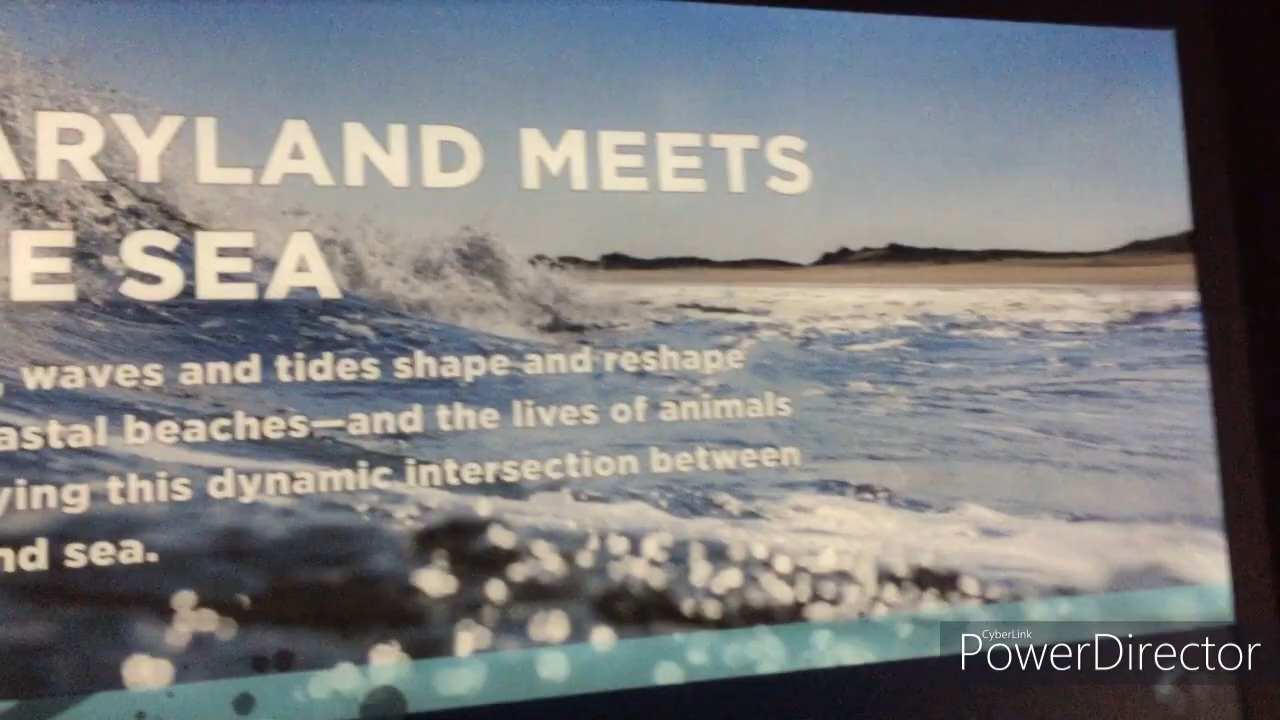 ARYLAND MEETS
E SEA
, waves and tides shape and reshape
astal beaches—and the lives of animals
ying this dynamic intersection between
nd sea.
CyberLink
PowerDirector